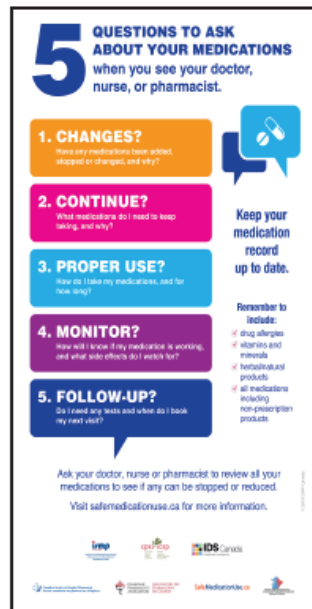 5 QUESTIONS TO ASK
ABOUT YOUR MEDICATIONS
when you see your doctor,
nurse, or pharmacist.
1. CHANGES?
Have any medications been added,
stopped or changed, and why?
2. CONTINUE?
What medications do I need to keep
taking, and why?
3. PROPER USE?
How do I take my medications, and for
how long?
4. MONITOR?
How will I know if my medication is working,
and what side effects do I watch for?
5. FOLLOW-UP?
Do I need any tests and when do I book
my next visit?
Keep your
medication
record
up to date.
Remember to
include:
drug allergies
vitamins and
minerals
herbal/natural
products
all medications
including
non-prescription
products
Ask your doctor, nurse or pharmacist to review all your
medications to see if any can be stopped or reduced.
Visit safemedicationuse.ca for more information.
ismp
IDS Canada
SafeMedicationUse.ca